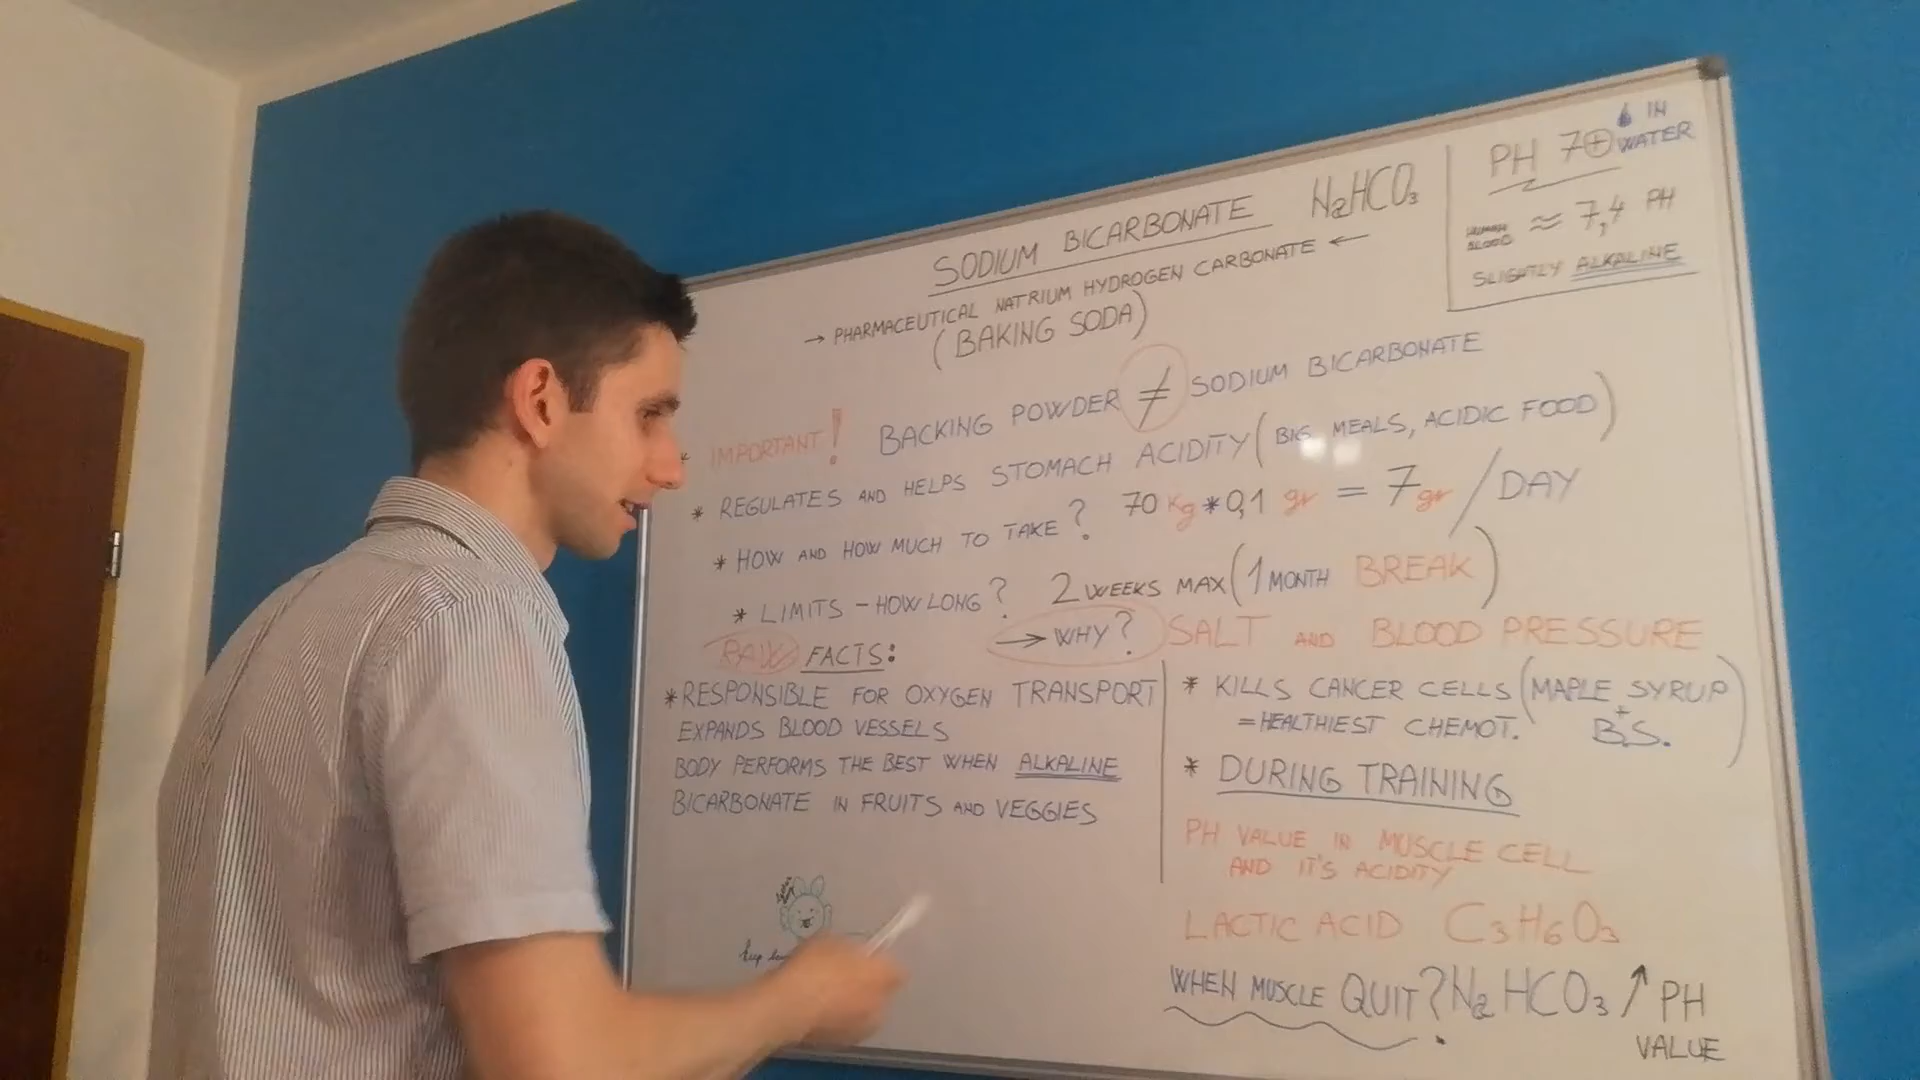 SODIUM BICARBONATE NaHCO₃
→ PHARMACEUTICAL NATRIUM HYDROGEN CARBONATE ←
(BAKING SODA)
PH 7⊕ IN WATER
HUMAN BLOOD ≈ 7,4 PH
SLIGHTLY ALKALINE
* IMPORTANT! BACKING POWDER ≠ SODIUM BICARBONATE
* REGULATES AND HELPS STOMACH ACIDITY (BIG MEALS, ACIDIC FOOD)
* HOW AND HOW MUCH TO TAKE? 70 Kg * 0,1 gr = 7gr / DAY
* LIMITS - HOW LONG? 2 WEEKS MAX (1 MONTH BREAK)
→ WHY? SALT AND BLOOD PRESSURE
RAW FACTS:
* RESPONSIBLE FOR OXYGEN TRANSPORT
EXPANDS BLOOD VESSELS
BODY PERFORMS THE BEST WHEN ALKALINE
BICARBONATE IN FRUITS AND VEGGIES
keep
* KILLS CANCER CELLS (MAPLE SYRUP + B.S.)
= HEALTHIEST CHEMOT.
* DURING TRAINING
PH VALUE IN MUSCLE CELL
AND IT'S ACIDITY
LACTIC ACID C₃H₆O₃
WHEN MUSCLE QUIT? NaHCO₃ ↑ PH
VALUE